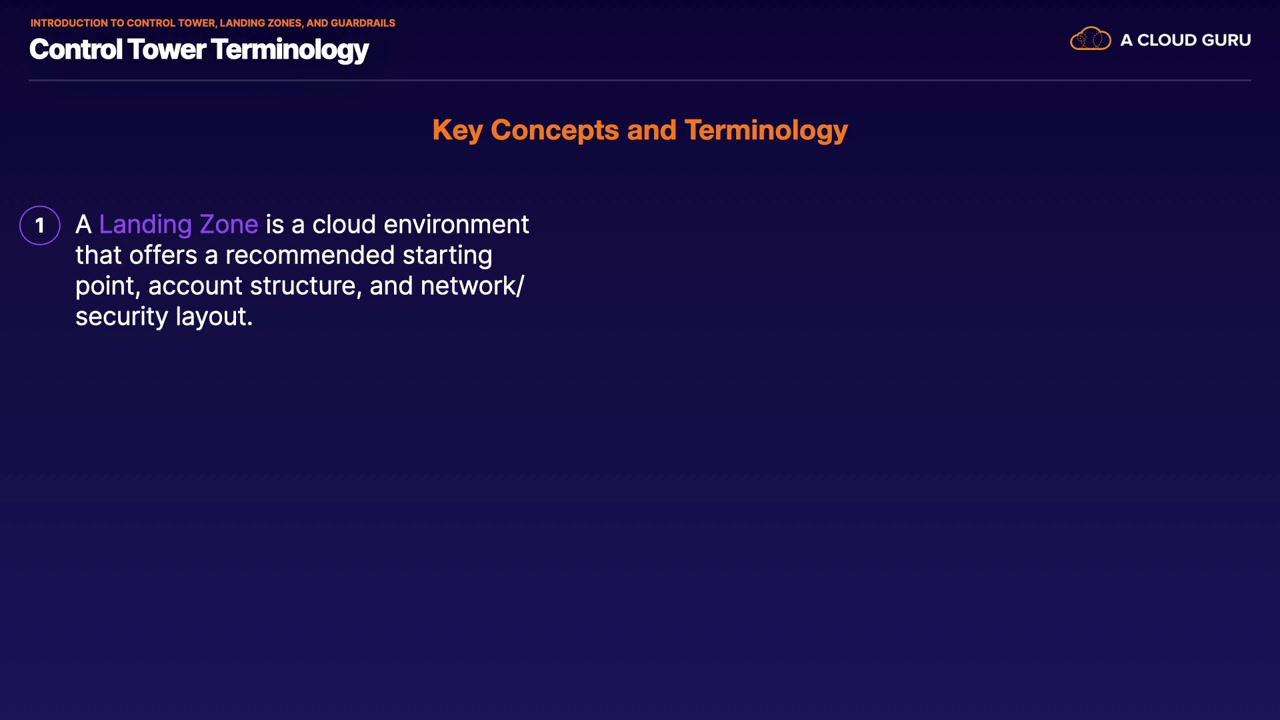 INTRODUCTION TO CONTROL TOWER, LANDING ZONES, AND GUARDRAILS
Control Tower Terminology
A CLOUD GURU
Key Concepts and Terminology
1 A Landing Zone is a cloud environment
that offers a recommended starting
point, account structure, and network/
security layout.